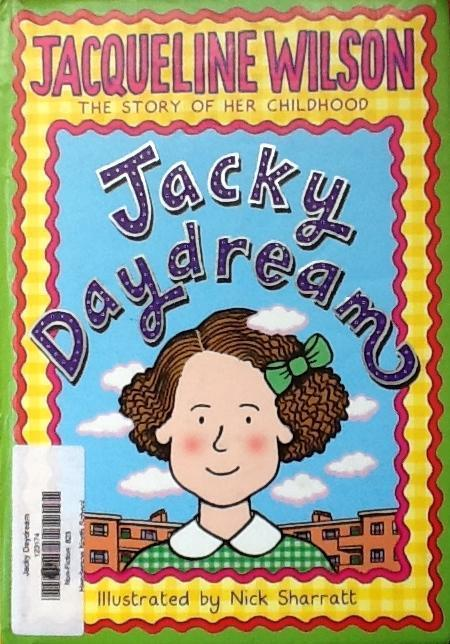 JACQUELINE WILSON
THE STORY OF HER CHILDHOOD
Jacky
Daydream
Illustrated by Nick Sharratt
Jacky Daydream
Non-Fiction